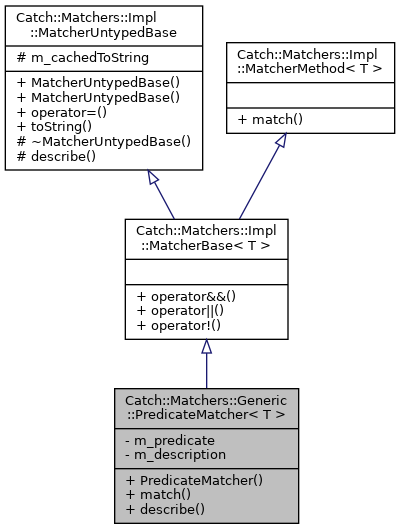 Catch::Matchers::Impl
::MatcherUntypedBase
# m_cachedToString
+ MatcherUntypedBase()
+ MatcherUntypedBase()
+ operator=()
+ toString()
# ~MatcherUntypedBase()
# describe()
Catch::Matchers::Impl
::MatcherMethod< T >
+ match()
Catch::Matchers::Impl
::MatcherBase< T >
+ operator&&()
+ operator||()
+ operator!()
Catch::Matchers::Generic
::PredicateMatcher< T >
- m_predicate
- m_description
+ PredicateMatcher()
+ match()
+ describe()